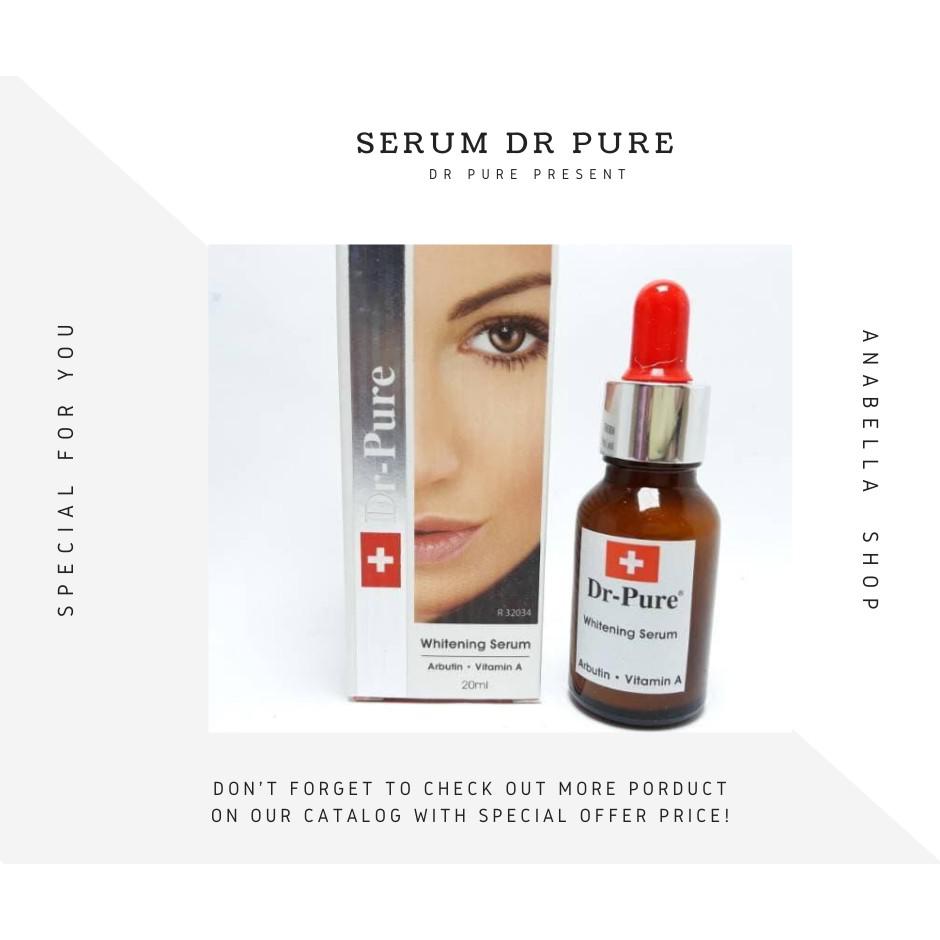 SERUM DR PURE
DR PURE PRESENT
SPECIAL FOR YOU
Dr-Pure
R 32034
Whitening Serum
Arbutin • Vitamin A
20ml
Dr-Pure®
Whitening Serum
Arbutin • Vitamin A
ANABELLA SHOP
DON'T FORGET TO CHECK OUT MORE PORDUCT
ON OUR CATALOG WITH SPECIAL OFFER PRICE!